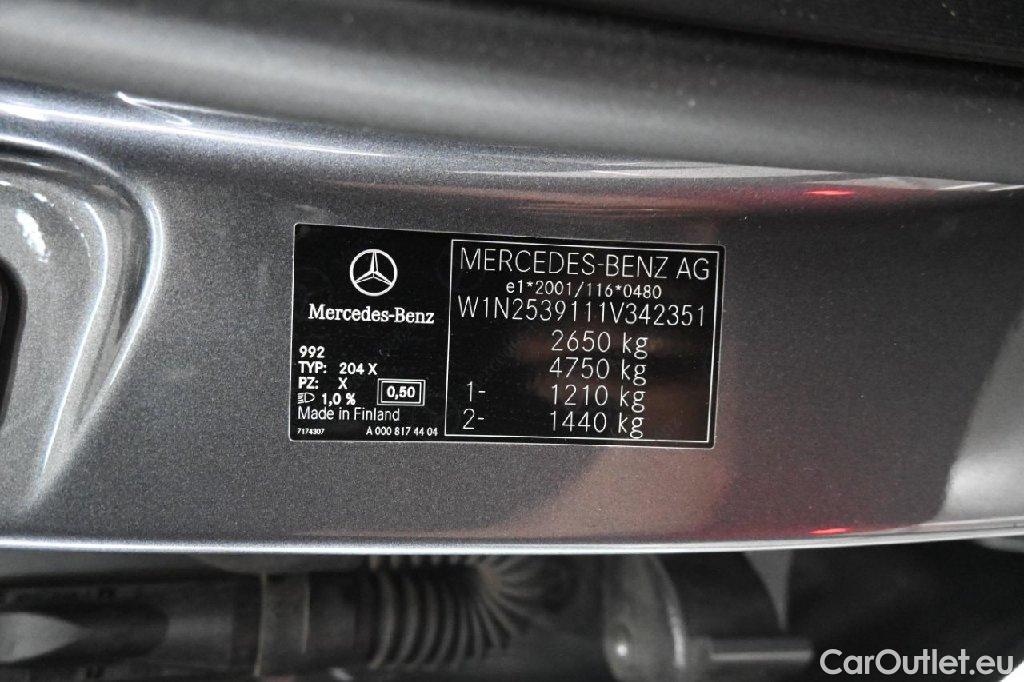 Mercedes-Benz
992
TYP: 204 X
PZ: X
1,0 %
0,50
Made in Finland
7174307
A 000 817 44 04
MERCEDES-BENZ AG
e1*2001/116*0480
W1N2539111V342351
2650 kg
4750 kg
1- 1210 kg
2- 1440 kg
CarOutlet.eu